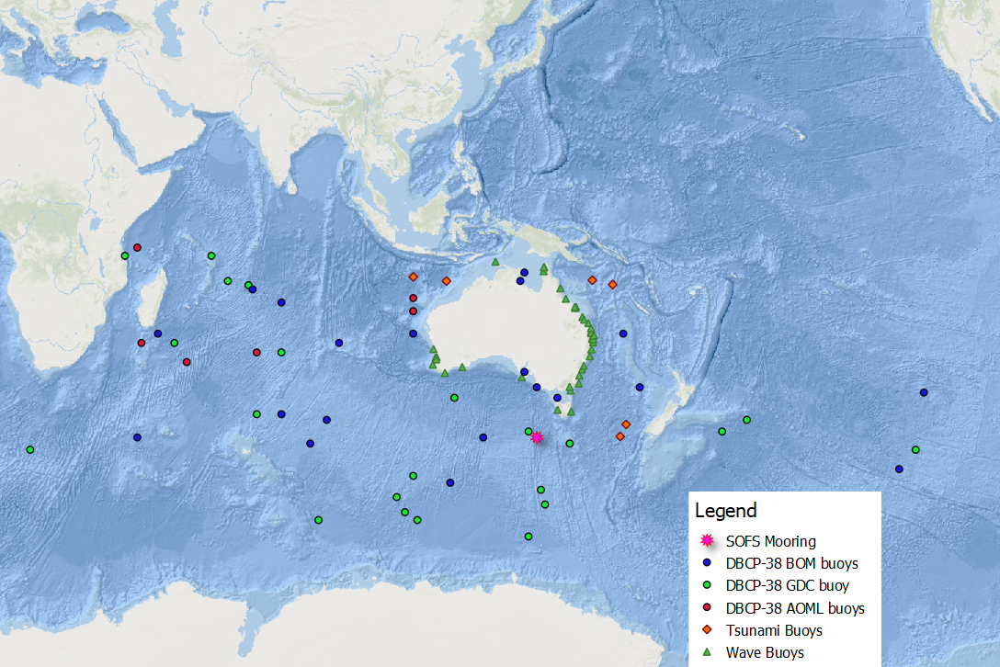 Legend
SOFS Mooring
DBCP-38 BOM buoys
DBCP-38 GDC buoy
DBCP-38 AOML buoys
Tsunami Buoys
Wave Buoys